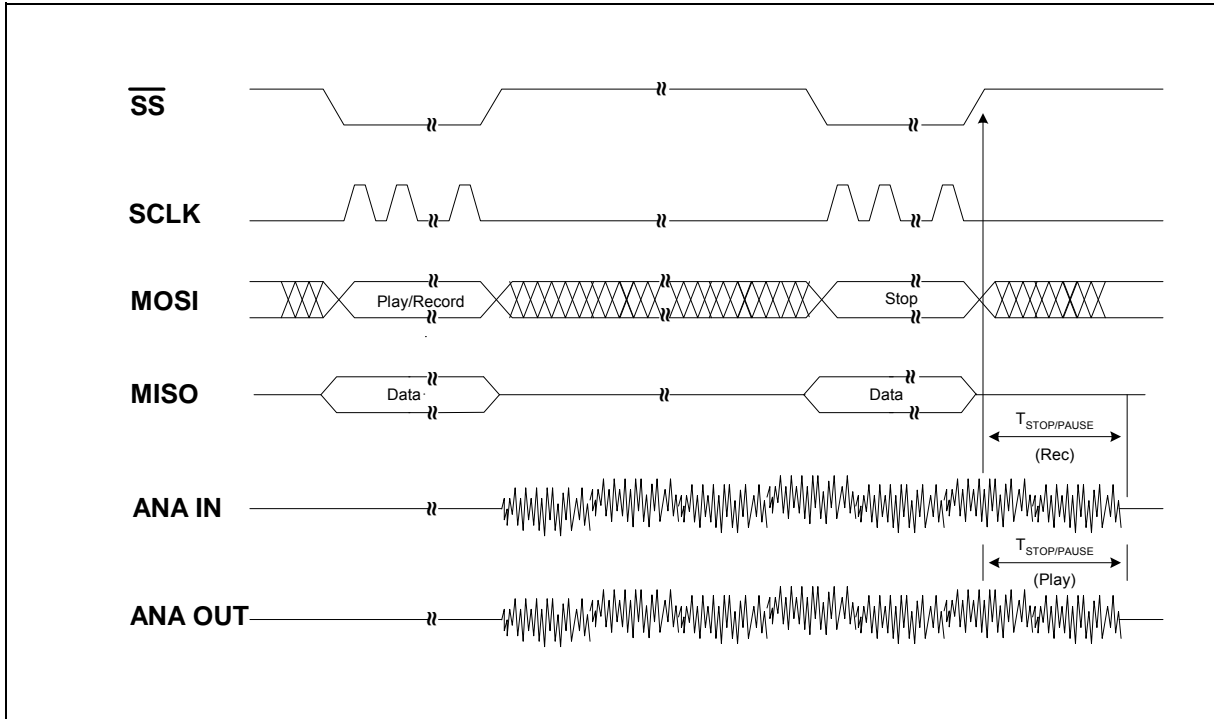 SS
SCLK
MOSI
Play/Record
Stop
MISO
Data
Data
TSTOP/PAUSE
(Rec)
ANA IN
TSTOP/PAUSE
(Play)
ANA OUT